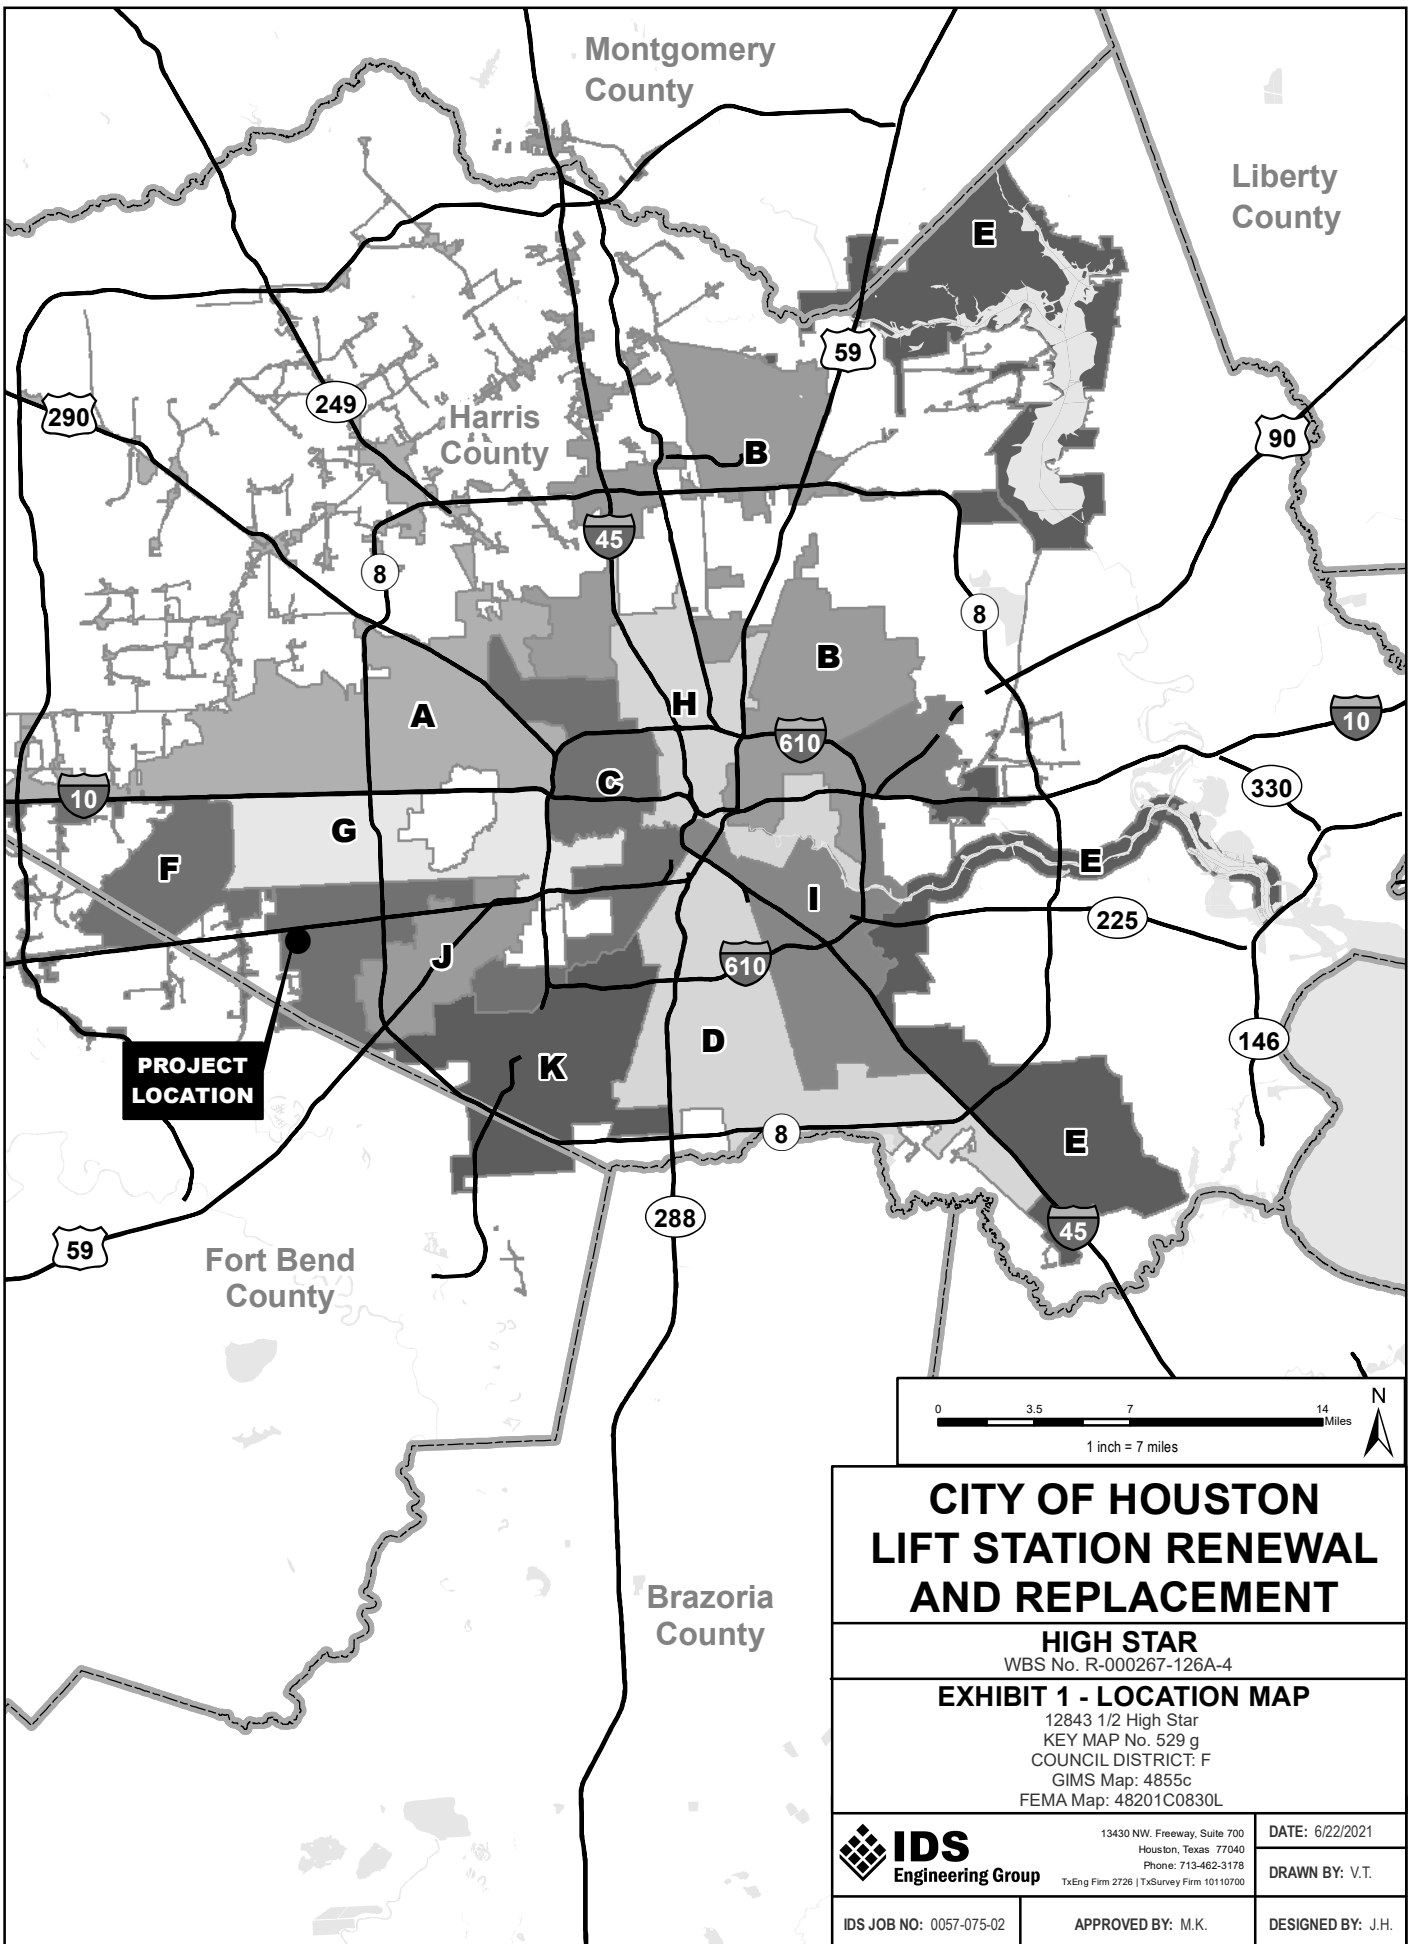 Montgomery
County
Liberty
County
E
59
290
249
Harris
County
90
B
45
8
8
B
A
H
10
610
C
10
330
G
F
E
I
225
J
610
D
146
K
PROJECT
LOCATION
8
E
288
45
59
Fort Bend
County
Brazoria
County
0 3.5 7 14
Miles
1 inch = 7 miles
N
CITY OF HOUSTON
LIFT STATION RENEWAL
AND REPLACEMENT
HIGH STAR
WBS No. R-000267-126A-4
EXHIBIT 1 - LOCATION MAP
12843 1/2 High Star
KEY MAP No. 529 g
COUNCIL DISTRICT: F
GIMS Map: 4855c
FEMA Map: 48201C0830L
IDS
Engineering Group
13430 NW. Freeway, Suite 700
Houston, Texas 77040
Phone: 713-462-3178
TxEng Firm 2726 | TxSurvey Firm 10110700
DATE: 6/22/2021
DRAWN BY: V.T.
IDS JOB NO: 0057-075-02
APPROVED BY: M.K.
DESIGNED BY: J.H.